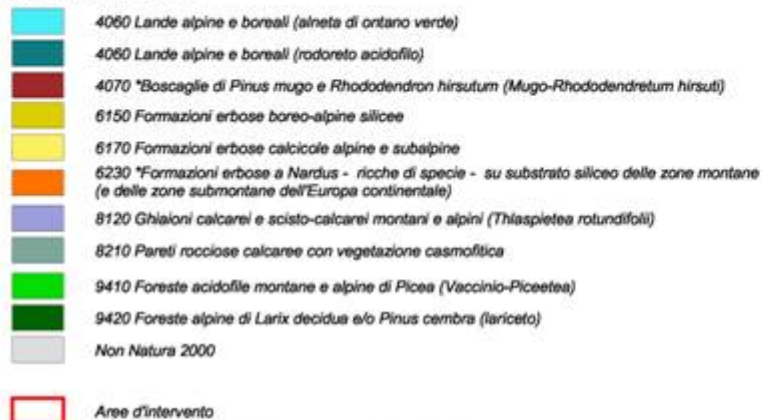 4060 Lande alpine e boreali (alneta di ontano verde)
4060 Lande alpine e boreali (rodoreto acidofilo)
4070 *Boscaglie di Pinus mugo e Rhododendron hirsutum (Mugo-Rhododendretum hirsuti)
6150 Formazioni erbose boreo-alpine silicee
6170 Formazioni erbose calcicole alpine e subalpine
6230 *Formazioni erbose a Nardus - ricche di specie - su substrato siliceo delle zone montane
(e delle zone submontane dell'Europa continentale)
8120 Ghiaioni calcarei e scisto-calcarei montani e alpini (Thlaspietea rotundifolii)
8210 Pareti rocciose calcaree con vegetazione casmofitica
9410 Foreste acidofile montane e alpine di Picea (Vaccinio-Piceetea)
9420 Foreste alpine di Larix decidua e/o Pinus cembra (lariceto)
Non Natura 2000
Aree d'intervento